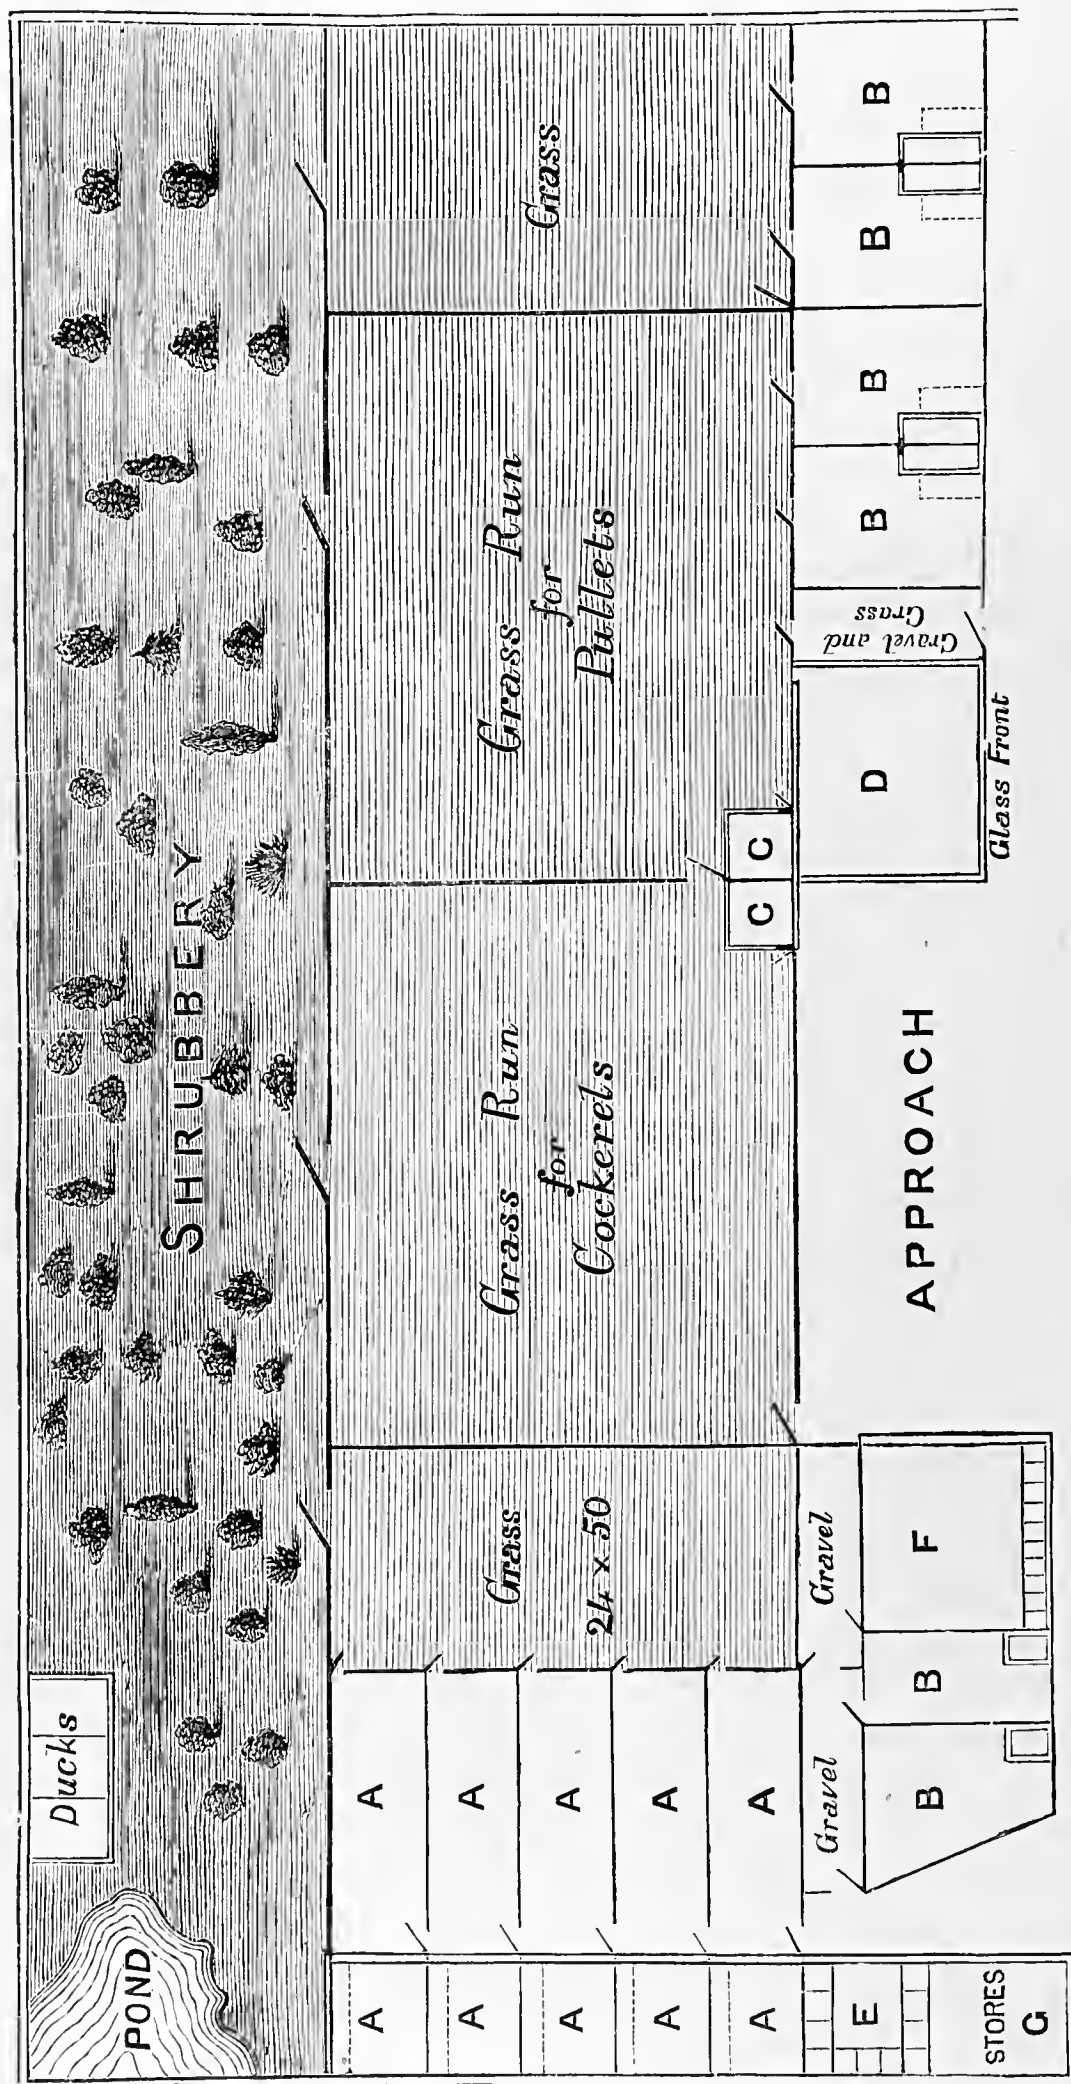 POND
Ducks
SHRUBBERY
A
A
A
A
A
A
A
A
A
A
Grass
24 × 50
Grass Run
for
Cockerels
Grass Run
for
Pullets
Grass
C
C
E
STORES
G
Gravel
Gravel
B
B
F
APPROACH
D
Glass Front
Gravel and
Grass
B
B
B
B